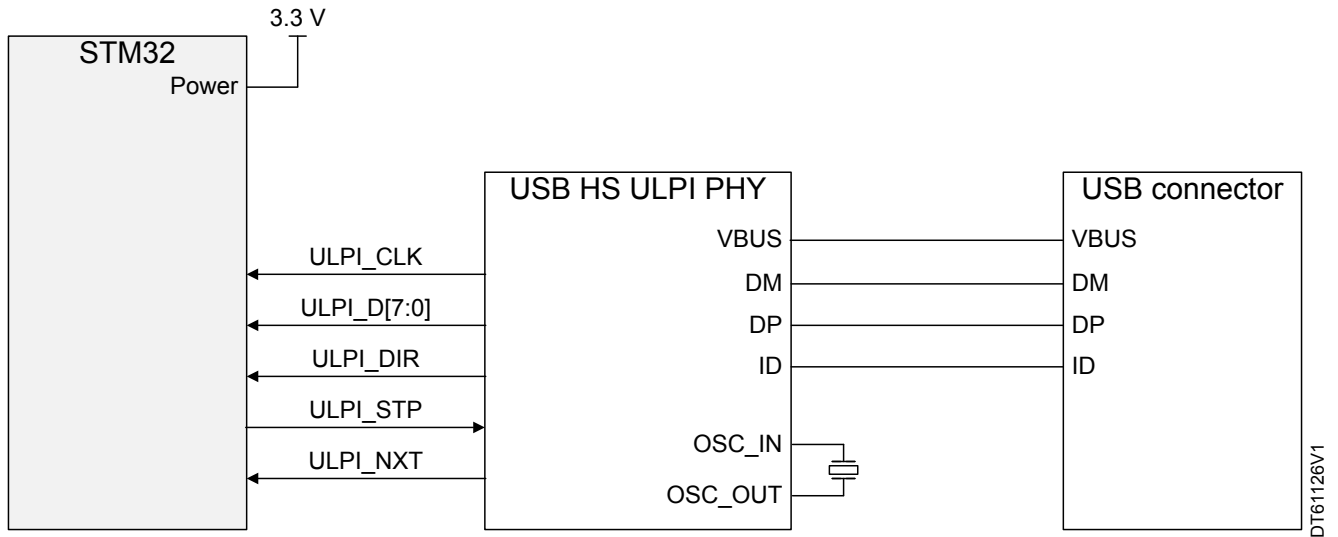 3.3 V
STM32
Power
USB HS ULPI PHY
USB connector
VBUS
VBUS
ULPI_CLK
DM
DM
ULPI_D[7:0]
DP
DP
ULPI_DIR
ID
ID
ULPI_STP
OSC_IN
ULPI_NXT
OSC_OUT
DT61126V1